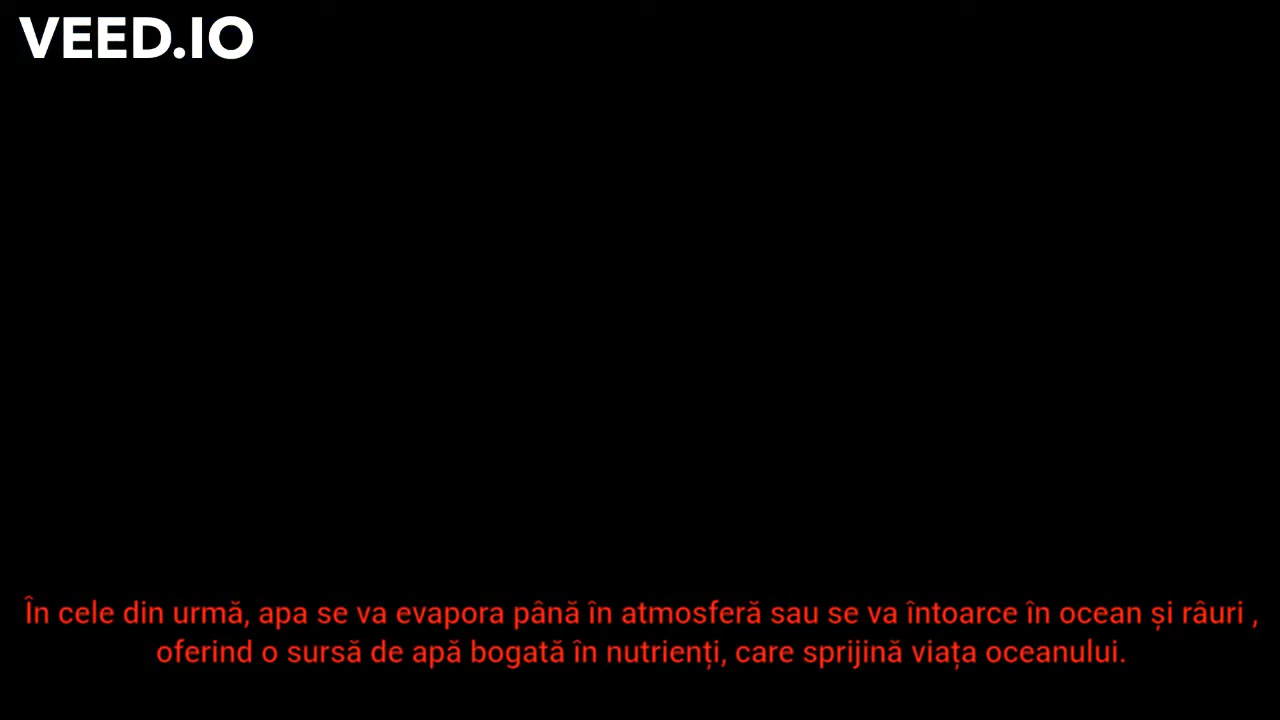 VEED.IO
În cele din urmă, apa se va evapora până în atmosferă sau se va întoarce în ocean și râuri ,
oferind o sursă de apă bogată în nutrienți, care sprijină viața oceanului.